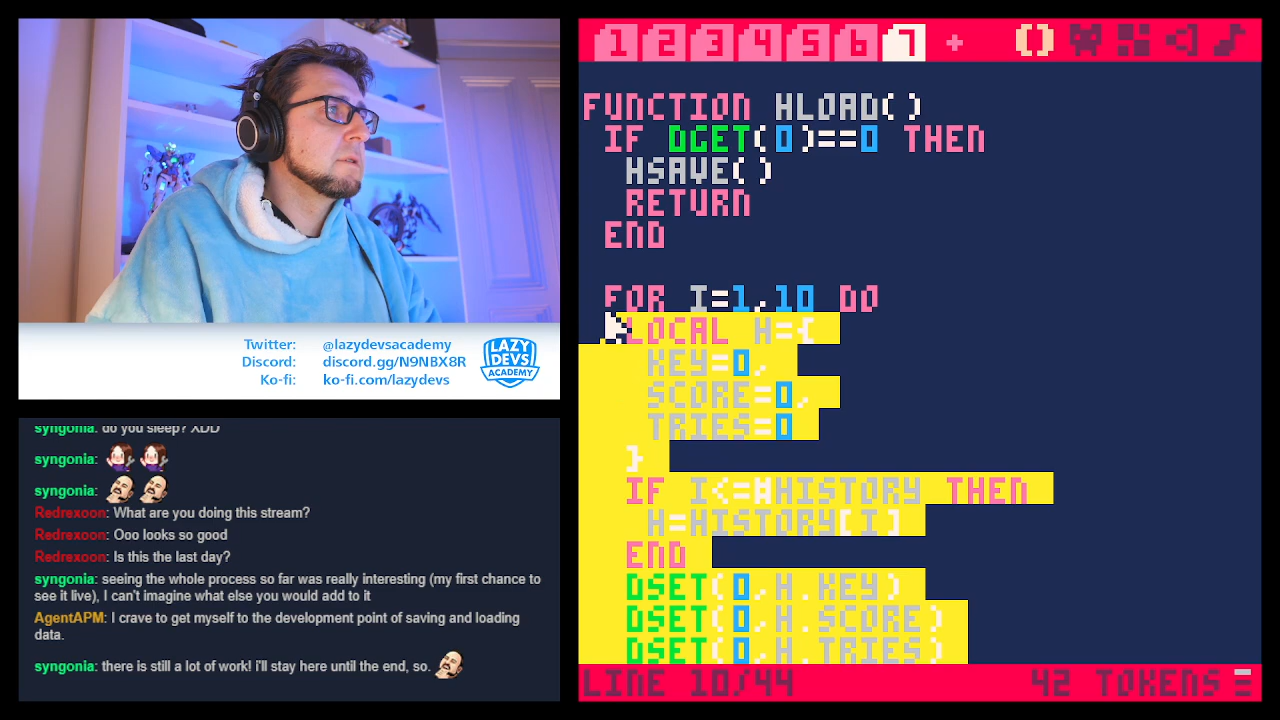 Twitter: @lazydevsacademy
Discord: discord.gg/N9NBX8R
Ko-fi: ko-fi.com/lazydevs
LAZY
DEVS
ACADEMY
syngonia: do you sleep? XDD
syngonia:
syngonia:
Redrexoon: What are you doing this stream?
Redrexoon: Ooo looks so good
Redrexoon: Is this the last day?
syngonia: seeing the whole process so far was really interesting (my first chance to
see it live), I can't imagine what else you would add to it
AgentAPM: I crave to get myself to the development point of saving and loading
data.
syngonia: there is still a lot of work! i'll stay here until the end, so.
1 2 3 4 5 6 7 + ()
FUNCTION HLOAD()
IF DGET(0)==0 THEN
HSAVE()
RETURN
END
FOR I=1,10 DO
LOCAL H={
KEY=0,
SCORE=0,
TRIES=0
}
IF I<=#HISTORY THEN
H=HISTORY[I]
END
DSET(0,H.KEY)
DSET(0,H.SCORE)
DSET(0,H.TRIES)
LINE 10/44 42 TOKENS